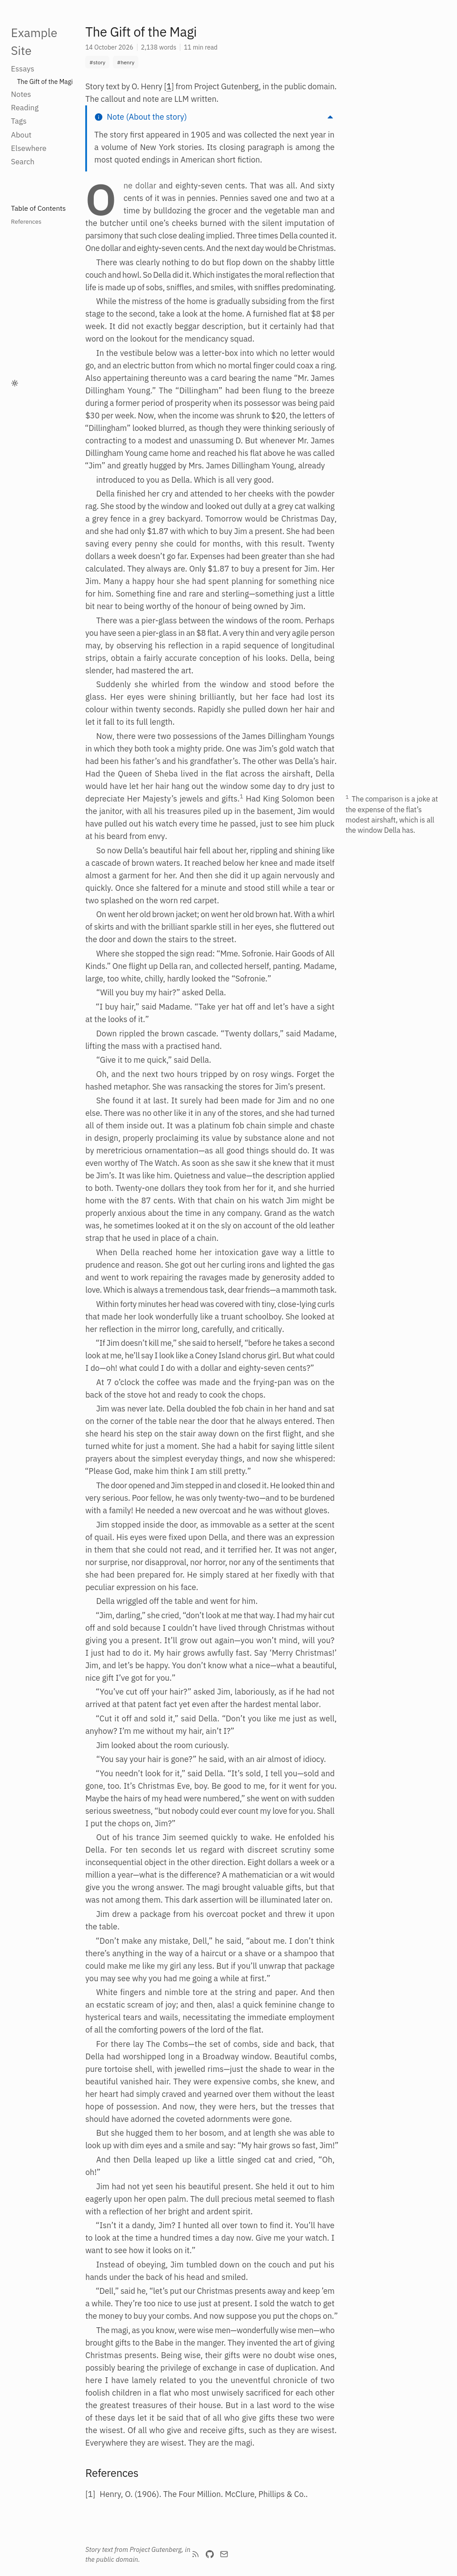 Example
Site
Essays
The Gift of the Magi
Notes
Reading
Tags
About
Elsewhere
Search
Table of Contents
References
The Gift of the Magi
14 October 2026 | 2,138 words | 11 min read
#story #henry
Story text by O. Henry [1] from Project Gutenberg, in the public domain.
The callout and note are LLM written.
Note (About the story)
The story first appeared in 1905 and was collected the next year in
a volume of New York stories. Its closing paragraph is among the
most quoted endings in American short fiction.
One dollar and eighty-seven cents. That was all. And sixty
cents of it was in pennies. Pennies saved one and two at a
time by bulldozing the grocer and the vegetable man and
the butcher until one's cheeks burned with the silent imputation of
parsimony that such close dealing implied. Three times Della counted it.
One dollar and eighty-seven cents. And the next day would be Christmas.
There was clearly nothing to do but flop down on the shabby little
couch and howl. So Della did it. Which instigates the moral reflection that
life is made up of sobs, sniffles, and smiles, with sniffles predominating.
While the mistress of the home is gradually subsiding from the first
stage to the second, take a look at the home. A furnished flat at $8 per
week. It did not exactly beggar description, but it certainly had that
word on the lookout for the mendicancy squad.
In the vestibule below was a letter-box into which no letter would
go, and an electric button from which no mortal finger could coax a ring.
Also appertaining thereunto was a card bearing the name “Mr. James
Dillingham Young.” The “Dillingham” had been flung to the breeze
during a former period of prosperity when its possessor was being paid
$30 per week. Now, when the income was shrunk to $20, the letters of
“Dillingham” looked blurred, as though they were thinking seriously of
contracting to a modest and unassuming D. But whenever Mr. James
Dillingham Young came home and reached his flat above he was called
“Jim” and greatly hugged by Mrs. James Dillingham Young, already
introduced to you as Della. Which is all very good.
Della finished her cry and attended to her cheeks with the powder
rag. She stood by the window and looked out dully at a grey cat walking
a grey fence in a grey backyard. Tomorrow would be Christmas Day,
and she had only $1.87 with which to buy Jim a present. She had been
saving every penny she could for months, with this result. Twenty
dollars a week doesn't go far. Expenses had been greater than she had
calculated. They always are. Only $1.87 to buy a present for Jim. Her
Jim. Many a happy hour she had spent planning for something nice
for him. Something fine and rare and sterling—something just a little
bit near to being worthy of the honour of being owned by Jim.
There was a pier-glass between the windows of the room. Perhaps
you have seen a pier-glass in an $8 flat. A very thin and very agile person
may, by observing his reflection in a rapid sequence of longitudinal
strips, obtain a fairly accurate conception of his looks. Della, being
slender, had mastered the art.
Suddenly she whirled from the window and stood before the
glass. Her eyes were shining brilliantly, but her face had lost its
colour within twenty seconds. Rapidly she pulled down her hair and
let it fall to its full length.
Now, there were two possessions of the James Dillingham Youngs
in which they both took a mighty pride. One was Jim's gold watch that
had been his father's and his grandfather's. The other was Della's hair.
Had the Queen of Sheba lived in the flat across the airshaft, Della
would have let her hair hang out the window some day to dry just to
depreciate Her Majesty's jewels and gifts.1 Had King Solomon been
the janitor, with all his treasures piled up in the basement, Jim would
have pulled out his watch every time he passed, just to see him pluck
at his beard from envy.
1 The comparison is a joke at
the expense of the flat's
modest airshaft, which is all
the window Della has.
So now Della's beautiful hair fell about her, rippling and shining like
a cascade of brown waters. It reached below her knee and made itself
almost a garment for her. And then she did it up again nervously and
quickly. Once she faltered for a minute and stood still while a tear or
two splashed on the worn red carpet.
On went her old brown jacket; on went her old brown hat. With a whirl
of skirts and with the brilliant sparkle still in her eyes, she fluttered out
the door and down the stairs to the street.
Where she stopped the sign read: “Mme. Sofronie. Hair Goods of All
Kinds.” One flight up Della ran, and collected herself, panting. Madame,
large, too white, chilly, hardly looked the “Sofronie.”
“Will you buy my hair?” asked Della.
“I buy hair,” said Madame. “Take yer hat off and let's have a sight
at the looks of it.”
Down rippled the brown cascade. “Twenty dollars,” said Madame,
lifting the mass with a practised hand.
“Give it to me quick,” said Della.
Oh, and the next two hours tripped by on rosy wings. Forget the
hashed metaphor. She was ransacking the stores for Jim's present.
She found it at last. It surely had been made for Jim and no one
else. There was no other like it in any of the stores, and she had turned
all of them inside out. It was a platinum fob chain simple and chaste
in design, properly proclaiming its value by substance alone and not
by meretricious ornamentation—as all good things should do. It was
even worthy of The Watch. As soon as she saw it she knew that it must
be Jim's. It was like him. Quietness and value—the description applied
to both. Twenty-one dollars they took from her for it, and she hurried
home with the 87 cents. With that chain on his watch Jim might be
properly anxious about the time in any company. Grand as the watch
was, he sometimes looked at it on the sly on account of the old leather
strap that he used in place of a chain.
When Della reached home her intoxication gave way a little to
prudence and reason. She got out her curling irons and lighted the gas
and went to work repairing the ravages made by generosity added to
love. Which is always a tremendous task, dear friends—a mammoth task.
Within forty minutes her head was covered with tiny, close-lying curls
that made her look wonderfully like a truant schoolboy. She looked at
her reflection in the mirror long, carefully, and critically.
“If Jim doesn't kill me,” she said to herself, “before he takes a second
look at me, he'll say I look like a Coney Island chorus girl. But what could
I do—oh! what could I do with a dollar and eighty-seven cents?”
At 7 o'clock the coffee was made and the frying-pan was on the
back of the stove hot and ready to cook the chops.
Jim was never late. Della doubled the fob chain in her hand and sat
on the corner of the table near the door that he always entered. Then
she heard his step on the stair away down on the first flight, and she
turned white for just a moment. She had a habit for saying little silent
prayers about the simplest everyday things, and now she whispered:
“Please God, make him think I am still pretty.”
The door opened and Jim stepped in and closed it. He looked thin and
very serious. Poor fellow, he was only twenty-two—and to be burdened
with a family! He needed a new overcoat and he was without gloves.
Jim stopped inside the door, as immovable as a setter at the scent
of quail. His eyes were fixed upon Della, and there was an expression
in them that she could not read, and it terrified her. It was not anger,
nor surprise, nor disapproval, nor horror, nor any of the sentiments that
she had been prepared for. He simply stared at her fixedly with that
peculiar expression on his face.
Della wriggled off the table and went for him.
“Jim, darling,” she cried, “don't look at me that way. I had my hair cut
off and sold because I couldn't have lived through Christmas without
giving you a present. It'll grow out again—you won't mind, will you?
I just had to do it. My hair grows awfully fast. Say ‘Merry Christmas!’
Jim, and let's be happy. You don't know what a nice—what a beautiful,
nice gift I've got for you.”
“You've cut off your hair?” asked Jim, laboriously, as if he had not
arrived at that patent fact yet even after the hardest mental labor.
“Cut it off and sold it,” said Della. “Don't you like me just as well,
anyhow? I'm me without my hair, ain't I?”
Jim looked about the room curiously.
“You say your hair is gone?” he said, with an air almost of idiocy.
“You needn't look for it,” said Della. “It's sold, I tell you—sold and
gone, too. It's Christmas Eve, boy. Be good to me, for it went for you.
Maybe the hairs of my head were numbered,” she went on with sudden
serious sweetness, “but nobody could ever count my love for you. Shall
I put the chops on, Jim?”
Out of his trance Jim seemed quickly to wake. He enfolded his
Della. For ten seconds let us regard with discreet scrutiny some
inconsequential object in the other direction. Eight dollars a week or a
million a year—what is the difference? A mathematician or a wit would
give you the wrong answer. The magi brought valuable gifts, but that
was not among them. This dark assertion will be illuminated later on.
Jim drew a package from his overcoat pocket and threw it upon
the table.
“Don't make any mistake, Dell,” he said, “about me. I don't think
there's anything in the way of a haircut or a shave or a shampoo that
could make me like my girl any less. But if you'll unwrap that package
you may see why you had me going a while at first.”
White fingers and nimble tore at the string and paper. And then
an ecstatic scream of joy; and then, alas! a quick feminine change to
hysterical tears and wails, necessitating the immediate employment
of all the comforting powers of the lord of the flat.
For there lay The Combs—the set of combs, side and back, that
Della had worshipped long in a Broadway window. Beautiful combs,
pure tortoise shell, with jewelled rims—just the shade to wear in the
beautiful vanished hair. They were expensive combs, she knew, and
her heart had simply craved and yearned over them without the least
hope of possession. And now, they were hers, but the tresses that
should have adorned the coveted adornments were gone.
But she hugged them to her bosom, and at length she was able to
look up with dim eyes and a smile and say: “My hair grows so fast, Jim!”
And then Della leaped up like a little singed cat and cried, “Oh,
oh!”
Jim had not yet seen his beautiful present. She held it out to him
eagerly upon her open palm. The dull precious metal seemed to flash
with a reflection of her bright and ardent spirit.
“Isn't it a dandy, Jim? I hunted all over town to find it. You'll have
to look at the time a hundred times a day now. Give me your watch. I
want to see how it looks on it.”
Instead of obeying, Jim tumbled down on the couch and put his
hands under the back of his head and smiled.
“Dell,” said he, “let's put our Christmas presents away and keep 'em
a while. They're too nice to use just at present. I sold the watch to get
the money to buy your combs. And now suppose you put the chops on.”
The magi, as you know, were wise men—wonderfully wise men—who
brought gifts to the Babe in the manger. They invented the art of giving
Christmas presents. Being wise, their gifts were no doubt wise ones,
possibly bearing the privilege of exchange in case of duplication. And
here I have lamely related to you the uneventful chronicle of two
foolish children in a flat who most unwisely sacrificed for each other
the greatest treasures of their house. But in a last word to the wise
of these days let it be said that of all who give gifts these two were
the wisest. Of all who give and receive gifts, such as they are wisest.
Everywhere they are wisest. They are the magi.
References
[1] Henry, O. (1906). The Four Million. McClure, Phillips & Co..
Story text from Project Gutenberg, in
the public domain.